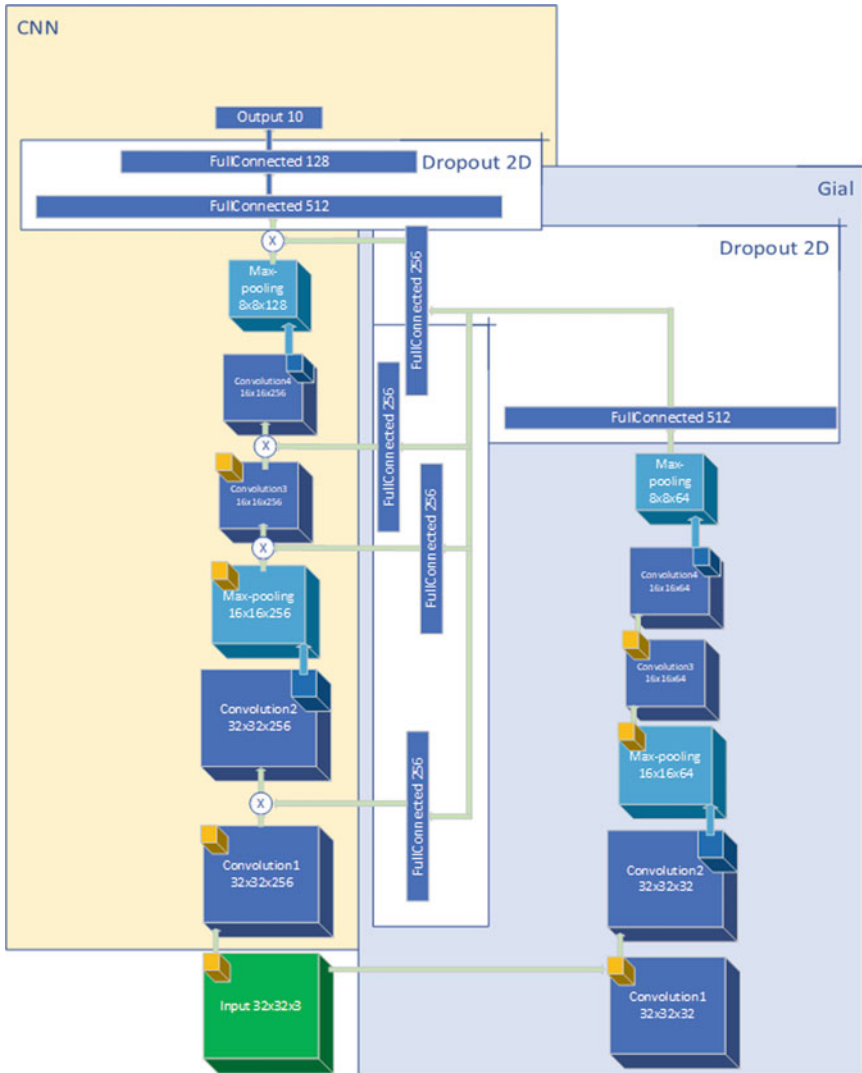 CNN
Output 10
FullConnected 128
Dropout 2D
FullConnected 512
X
Max-
pooling
8x8x128
Convolution4
16x16x256
X
Convolution3
16x16x256
X
Max-pooling
16x16x256
Convolution2
32x32x256
X
Convolution1
32x32x256
Input 32x32x3
FullConnected 256
FullConnected 256
FullConnected 256
FullConnected 256
Gial
Dropout 2D
FullConnected 512
Max-
pooling
8x8x64
Convolution4
16x16x64
Convolution3
16x16x64
Max-pooling
16x16x64
Convolution2
32x32x32
Convolution1
32x32x32